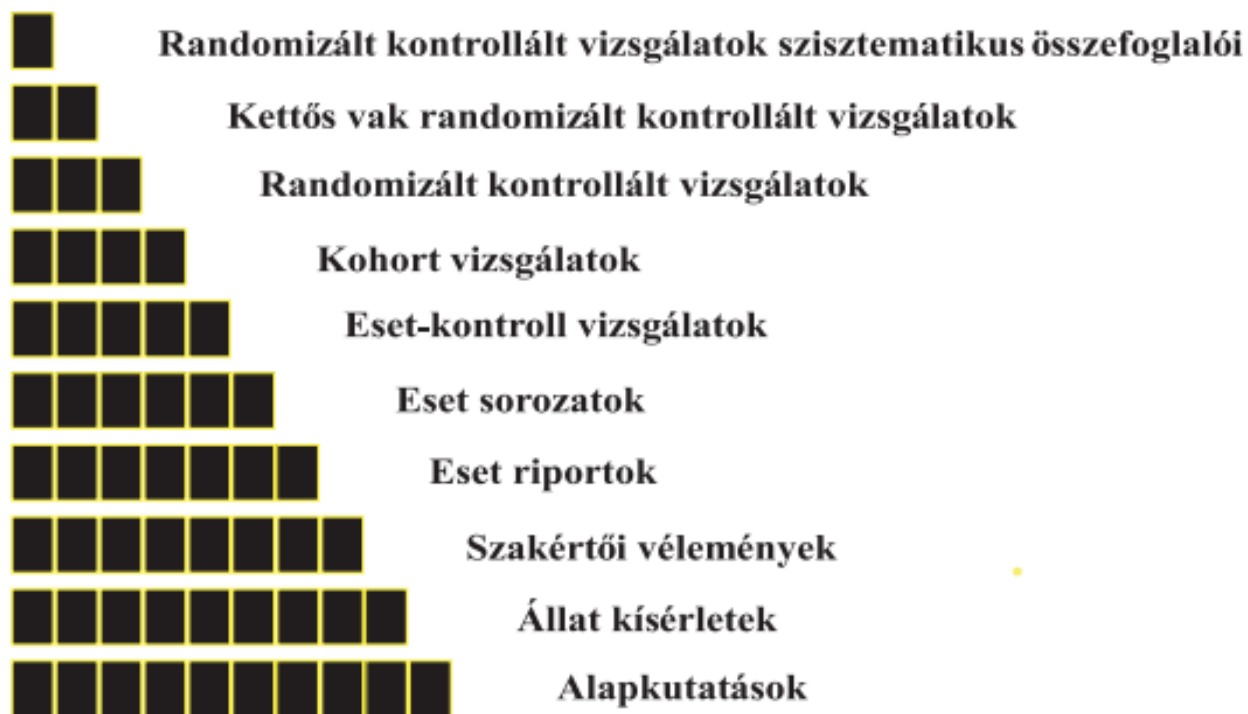 Randomizált kontrollált vizsgálatok szisztematikus összefoglalói
Kettős vak randomizált kontrollált vizsgálatok
Randomizált kontrollált vizsgálatok
Kohort vizsgálatok
Eset-kontroll vizsgálatok
Eset sorozatok
Eset riportok
Szakértői vélemények
Állat kísérletek
Alapkutatások